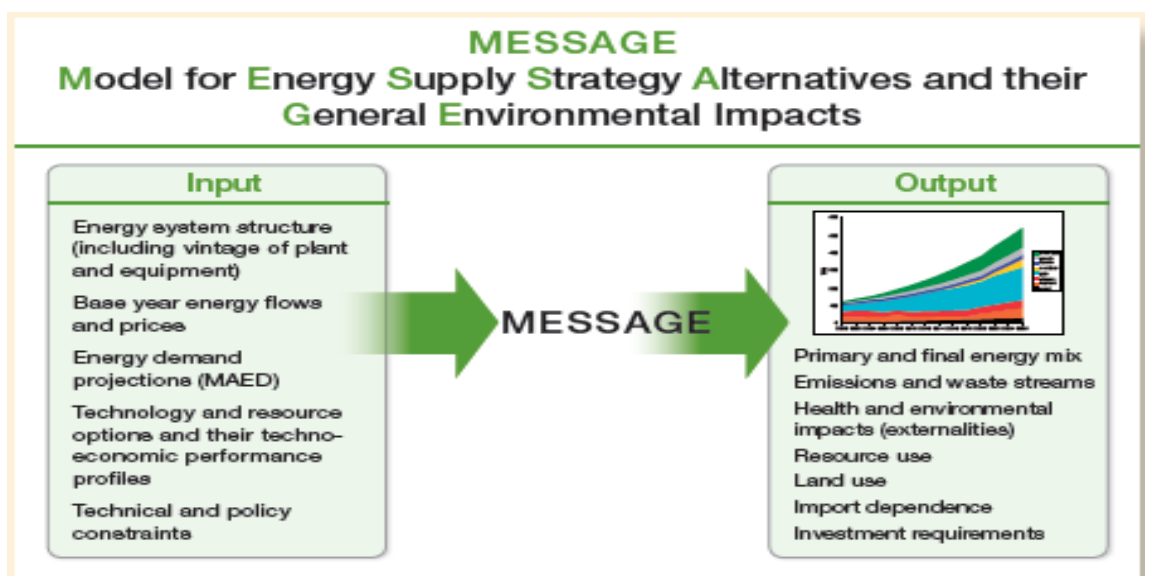 MESSAGE
Model for Energy Supply Strategy Alternatives and their
General Environmental Impacts
Input
Energy system structure
(including vintage of plant
and equipment)
Base year energy flows
and prices
Energy demand
projections (MAED)
Technology and resource
options and their techno-
economic performance
profiles
Technical and policy
constraints
MESSAGE
Output
Primary and final energy mix
Emissions and waste streams
Health and environmental
impacts (externalities)
Resource use
Land use
Import dependence
Investment requirements